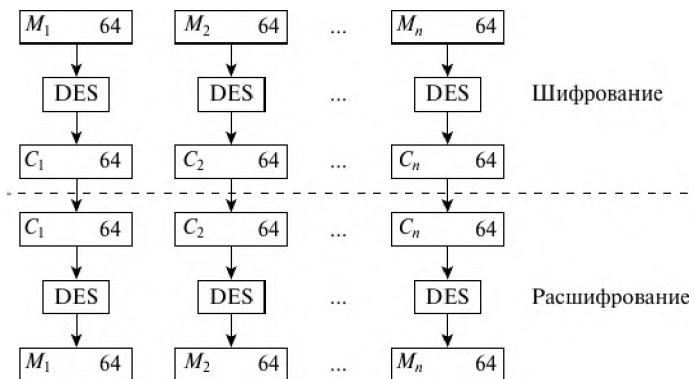 M₁ 64 M₂ 64 ... Mₙ 64
DES DES ... DES Шифрование
C₁ 64 C₂ 64 ... Cₙ 64
C₁ 64 C₂ 64 ... Cₙ 64
DES DES ... DES Расшифрование
M₁ 64 M₂ 64 ... Mₙ 64